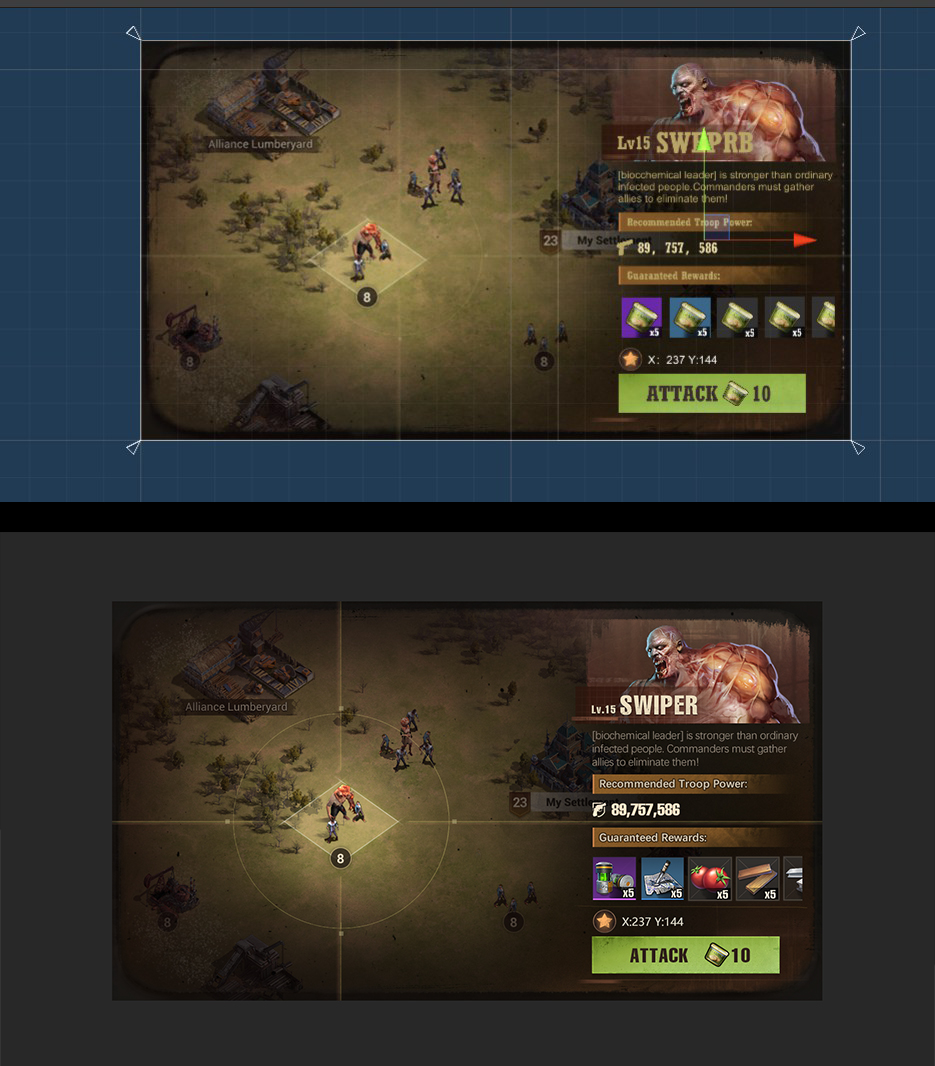 Alliance Lumberyard
Lv15 SWEPRB
[biocchemical leader] is stronger than ordinary
infected people.Commanders must gather
allies to eliminate them!
Recommended Troop Power:
23 My Settlement
89, 757, 586
Guaranteed Rewards:
8
x5 x5 x5 x5
8
8
X: 237 Y:144
ATTACK 10
Alliance Lumberyard
Lv.15 SWIPER
[biochemical leader] is stronger than ordinary
infected people. Commanders must gather
allies to eliminate them!
Recommended Troop Power:
23 My Settle
89,757,586
Guaranteed Rewards:
8
x5 x5 x5 x5
8
8
X:237 Y:144
ATTACK 10